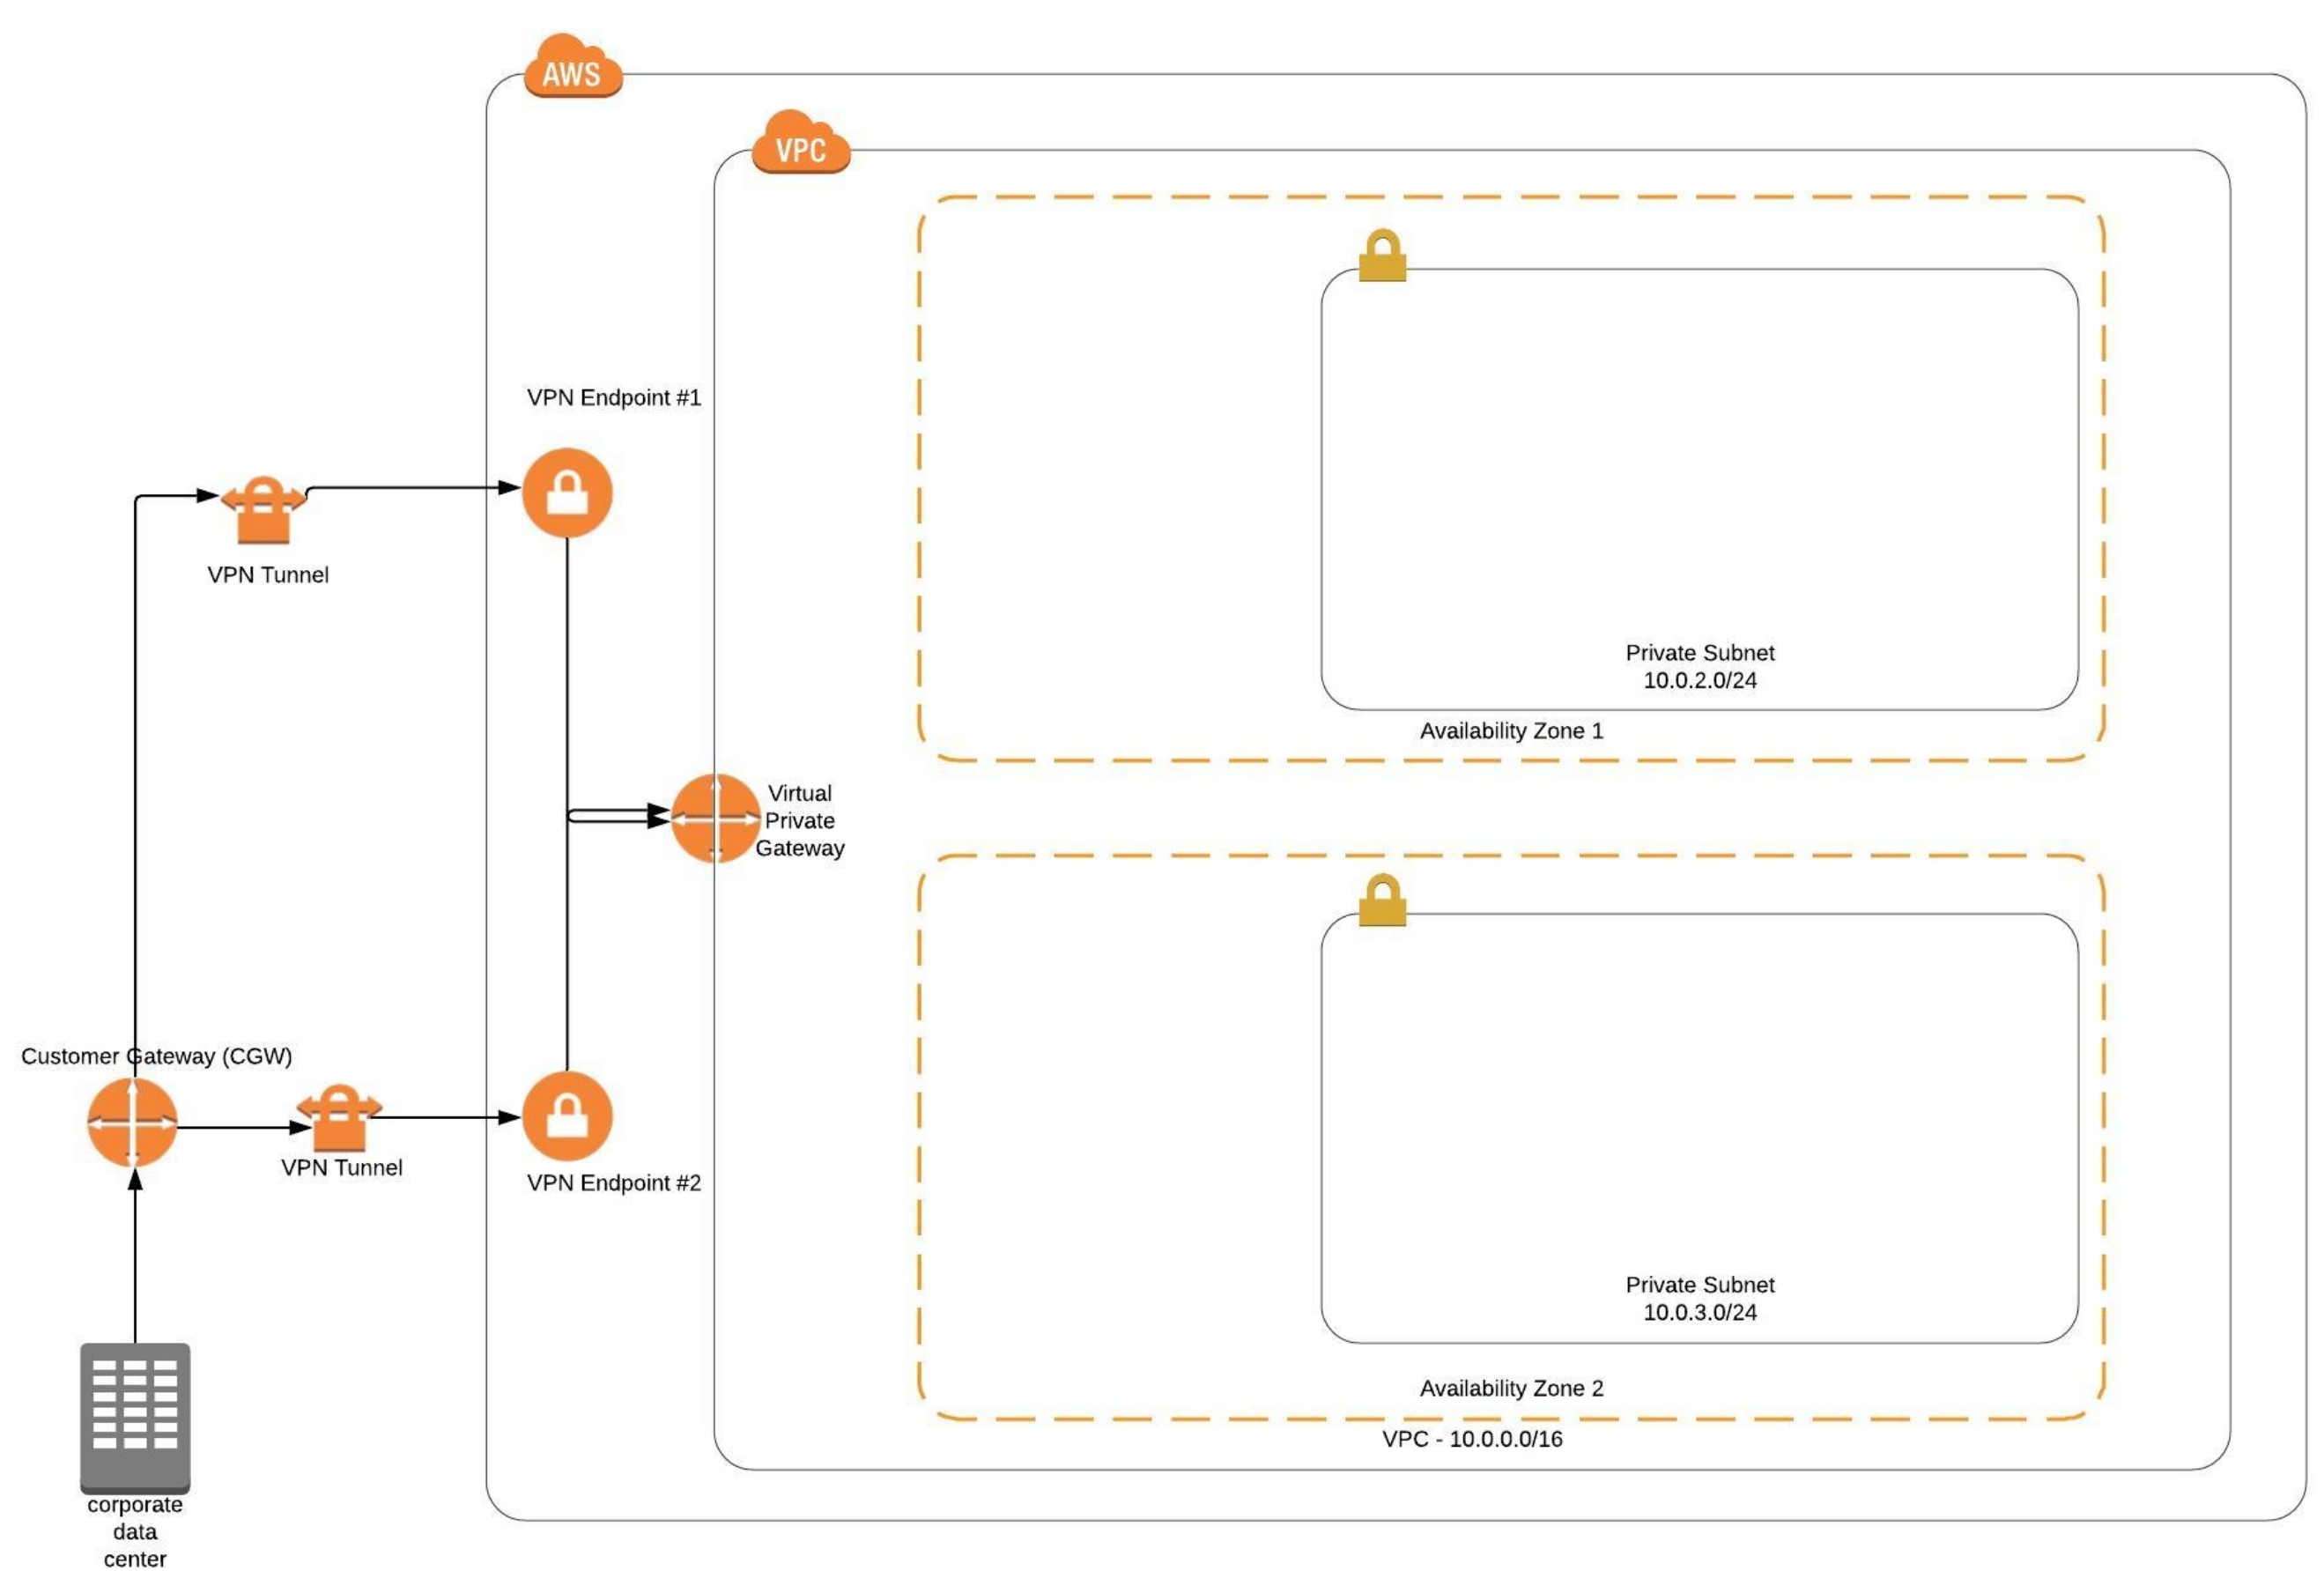 AWS
VPC
VPN Endpoint #1
VPN Tunnel
Private Subnet
10.0.2.0/24
Availability Zone 1
Virtual
Private
Gateway
Customer Gateway (CGW)
VPN Tunnel
VPN Endpoint #2
Private Subnet
10.0.3.0/24
Availability Zone 2
VPC - 10.0.0.0/16
corporate
data
center